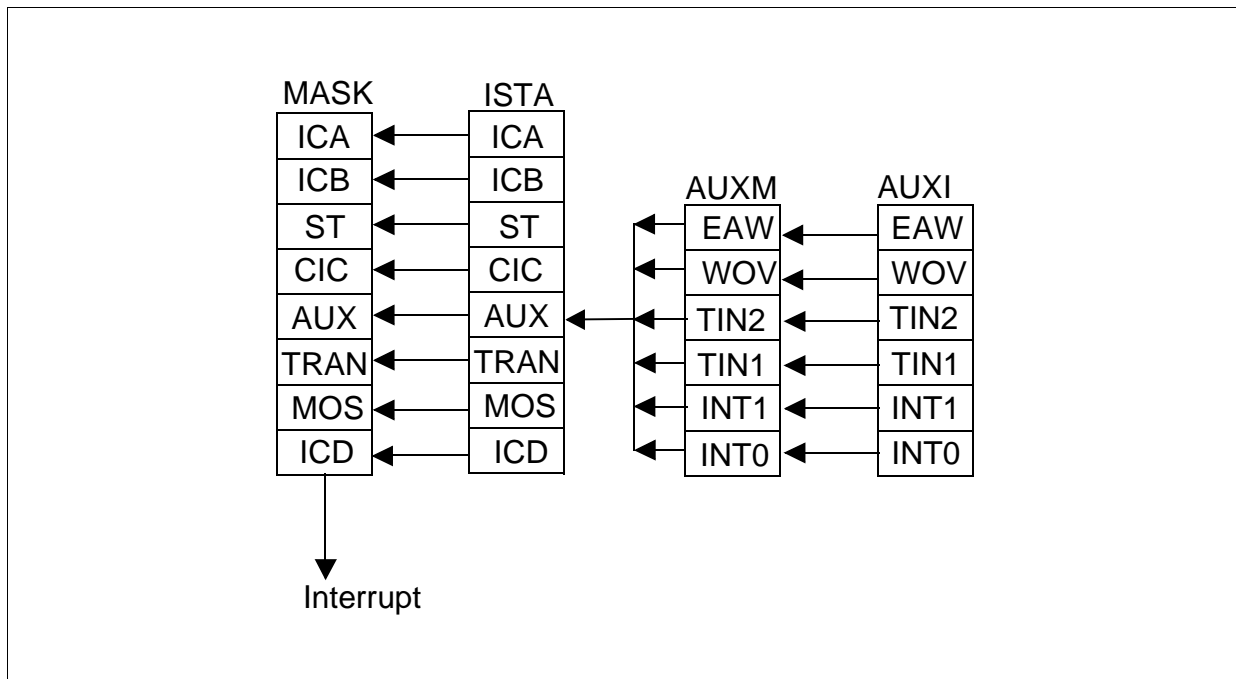 MASK ISTA
ICA ICA
ICB ICB
AUXM AUXI
ST ST EAW EAW
CIC CIC WOV WOV
AUX AUX TIN2 TIN2
TRAN TRAN TIN1 TIN1
MOS MOS INT1 INT1
ICD ICD INT0 INT0
Interrupt